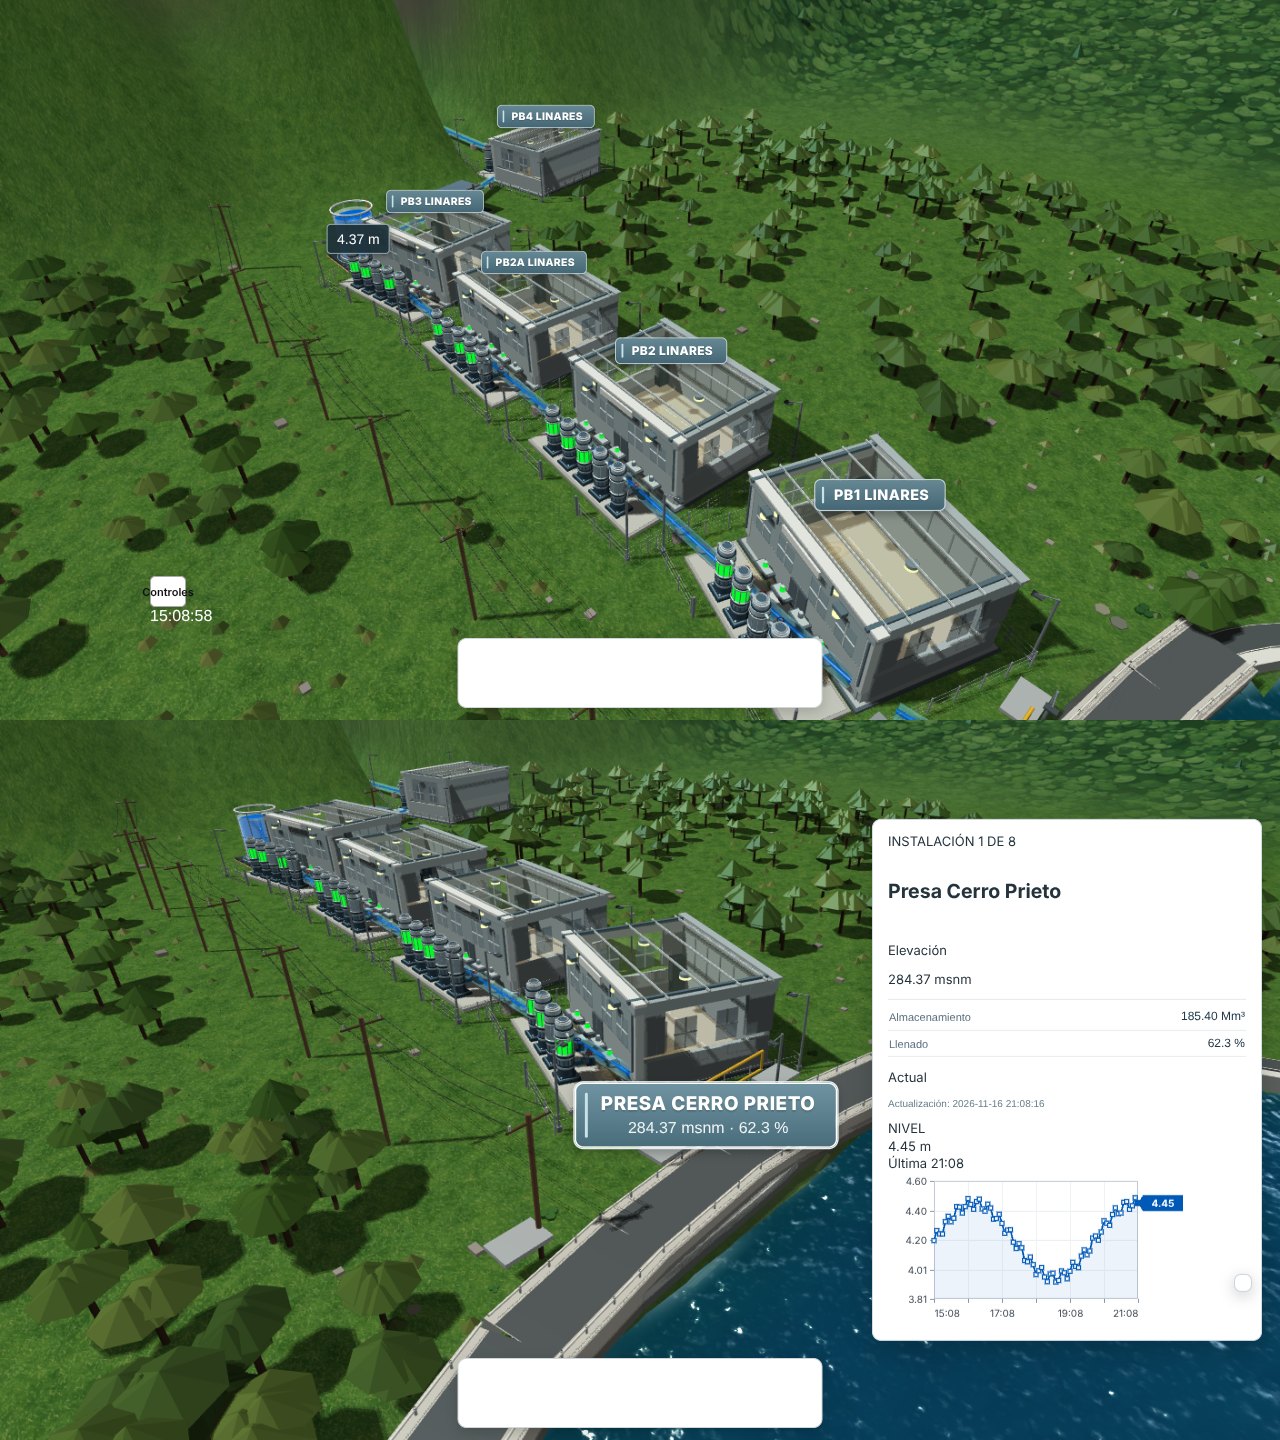 PB4 LINARES
PB3 LINARES
4.37 m
PB2A LINARES
PB2 LINARES
PB1 LINARES
Controles
15:08:58
INSTALACIÓN 1 DE 8
Presa Cerro Prieto
Elevación
284.37 msnm
Almacenamiento 185.40 Mm³
Llenado 62.3 %
Actual
Actualización: 2026-11-16 21:08:16
NIVEL
4.45 m
Última 21:08
4.60
4.45
4.40
4.20
4.01
3.81
15:08 17:08 19:08 21:08
PRESA CERRO PRIETO
284.37 msnm · 62.3 %